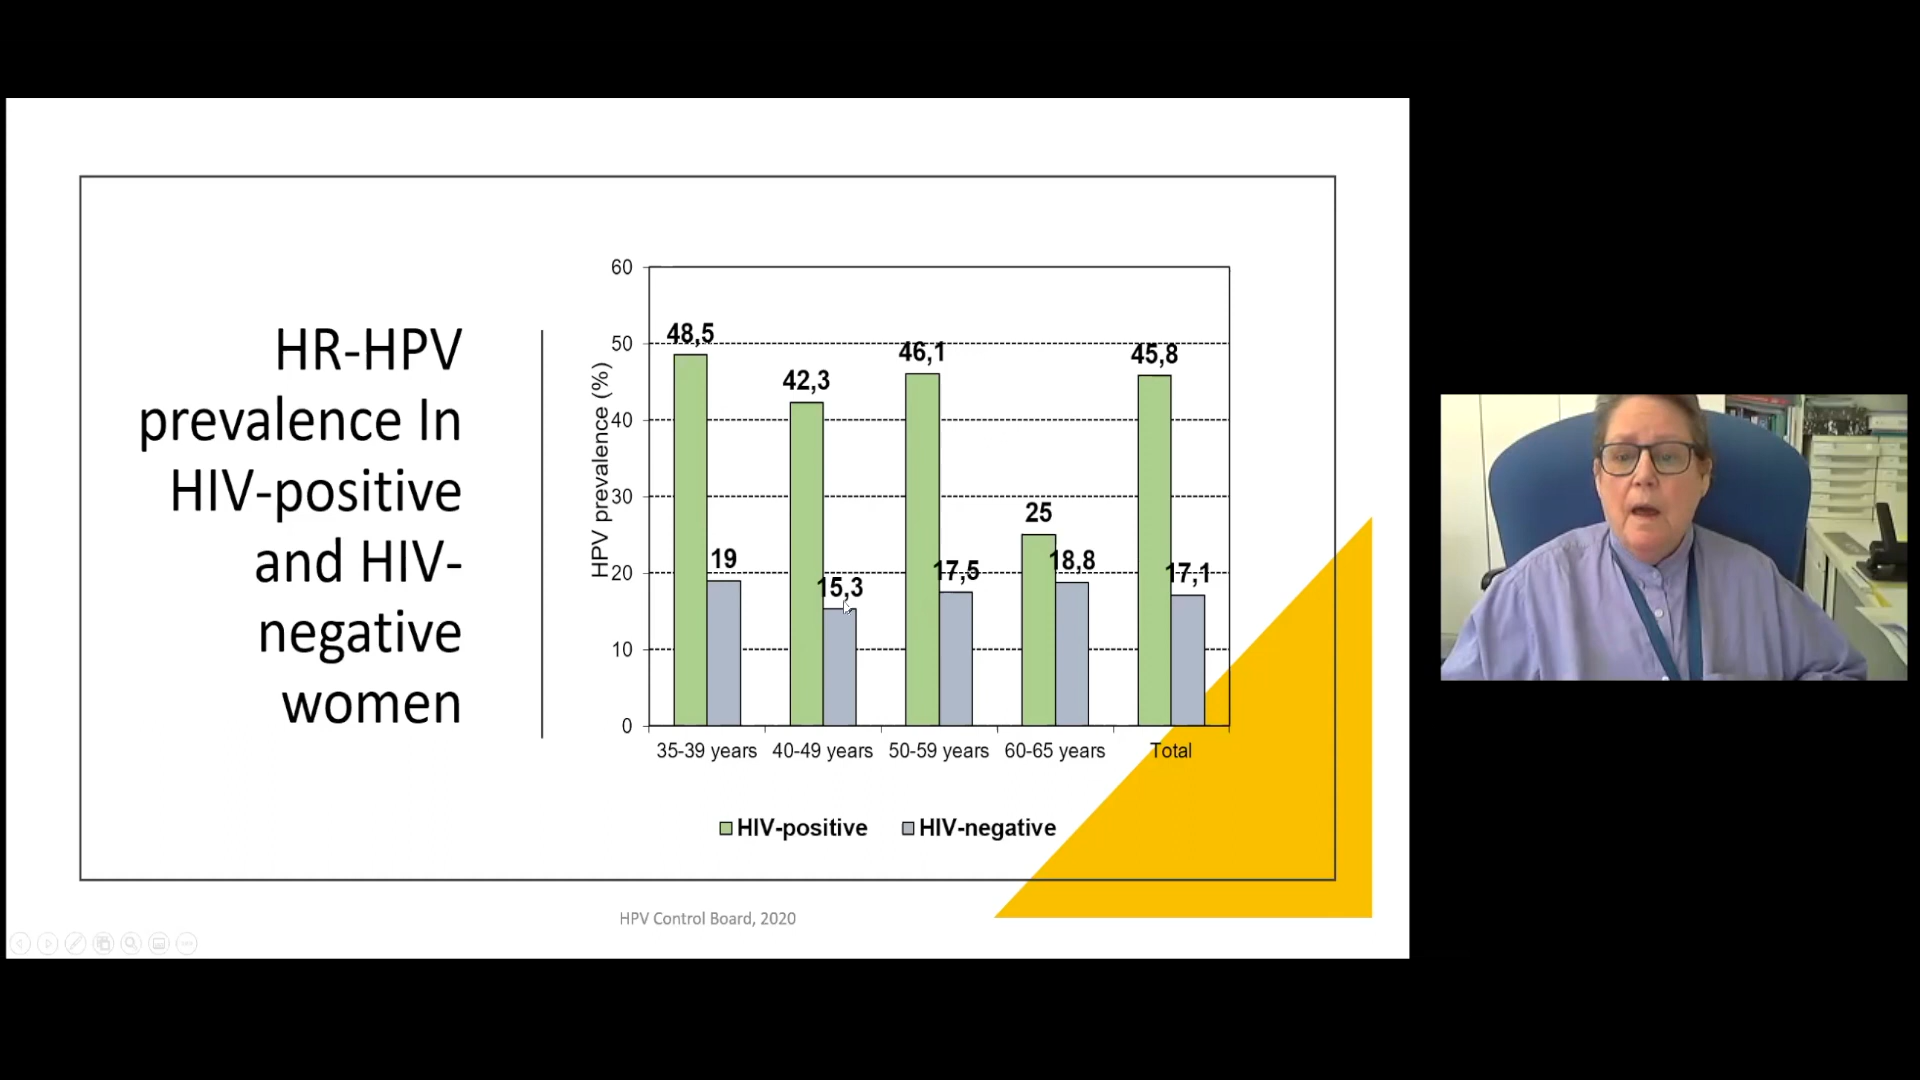 HR-HPV
prevalence In
HIV-positive
and HIV-
negative
women
HPV prevalence (%)
60
50
40
30
20
10
0
48,5
19
42,3
15,3
46,1
17,5
25
18,8
45,8
17,1
35-39 years
40-49 years
50-59 years
60-65 years
Total
HIV-positive
HIV-negative
HPV Control Board, 2020